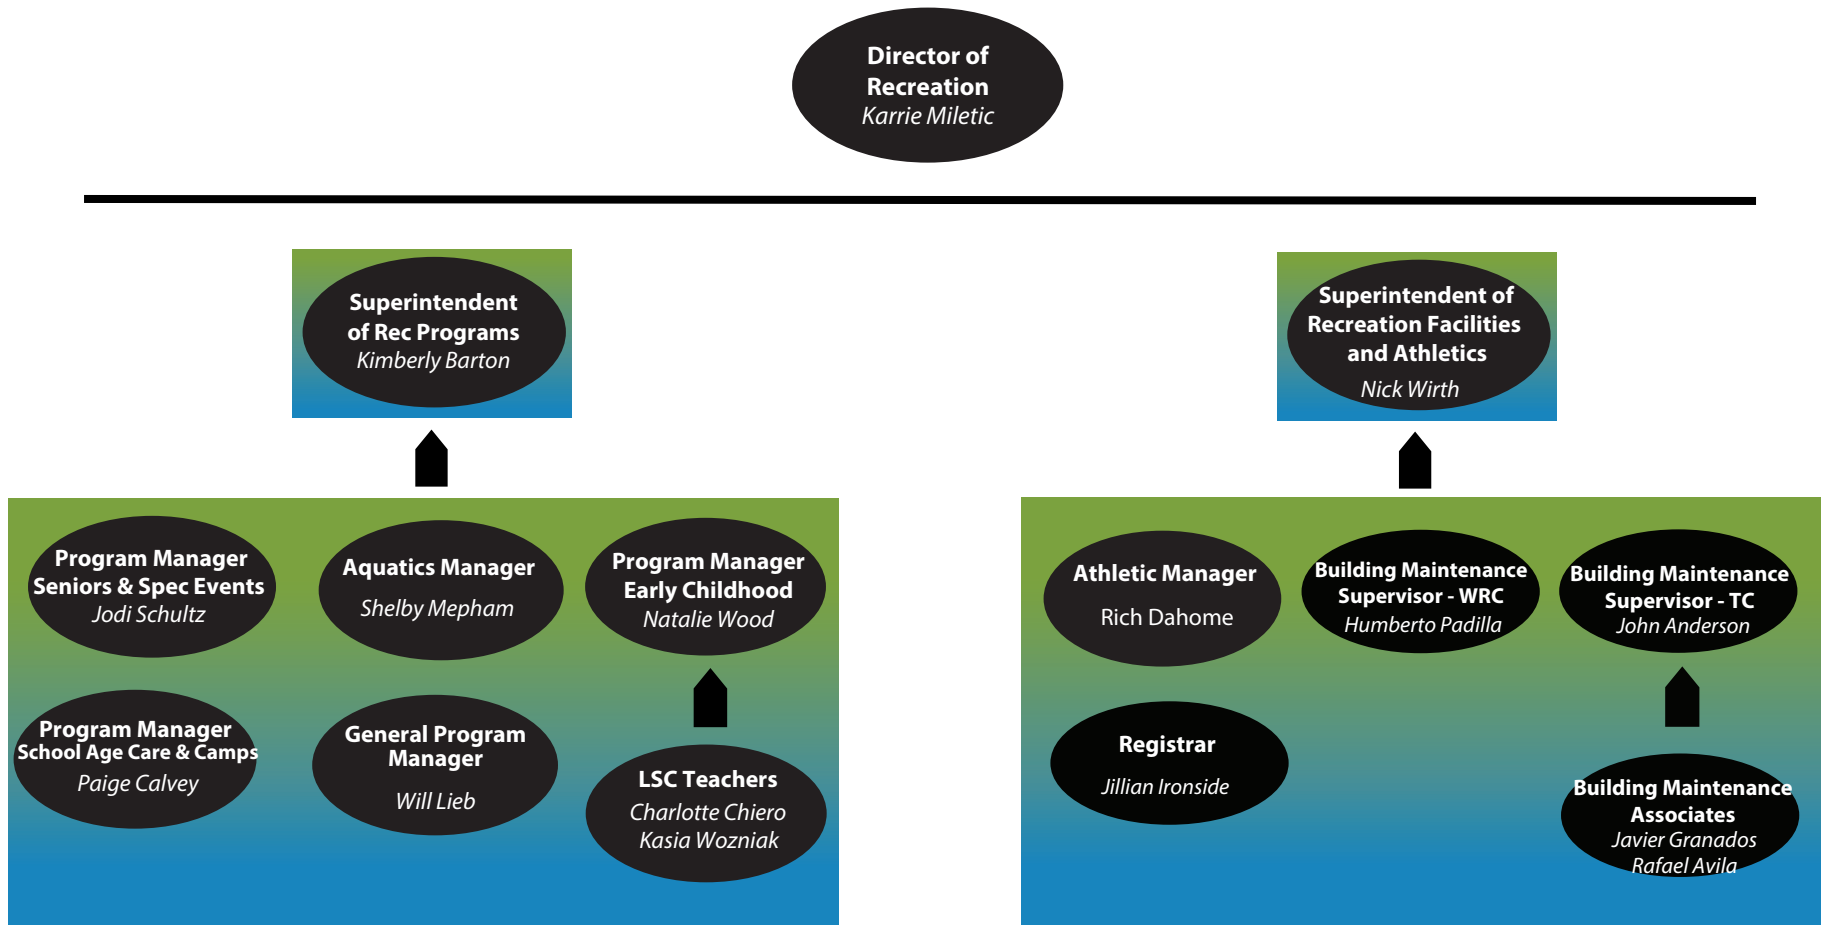 Director of
Recreation
Karrie Miletic
Superintendent
of Rec Programs
Kimberly Barton
Superintendent of
Recreation Facilities
and Athletics
Nick Wirth
Program Manager
Seniors & Spec Events
Jodi Schultz
Aquatics Manager
Shelby Mepham
Program Manager
Early Childhood
Natalie Wood
Program Manager
School Age Care & Camps
Paige Calvey
General Program
Manager
Will Lieb
LSC Teachers
Charlotte Chiero
Kasia Wozniak
Athletic Manager
Rich Dahome
Building Maintenance
Supervisor - WRC
Humberto Padilla
Building Maintenance
Supervisor - TC
John Anderson
Registrar
Jillian Ironside
Building Maintenance
Associates
Javier Granados
Rafael Avila